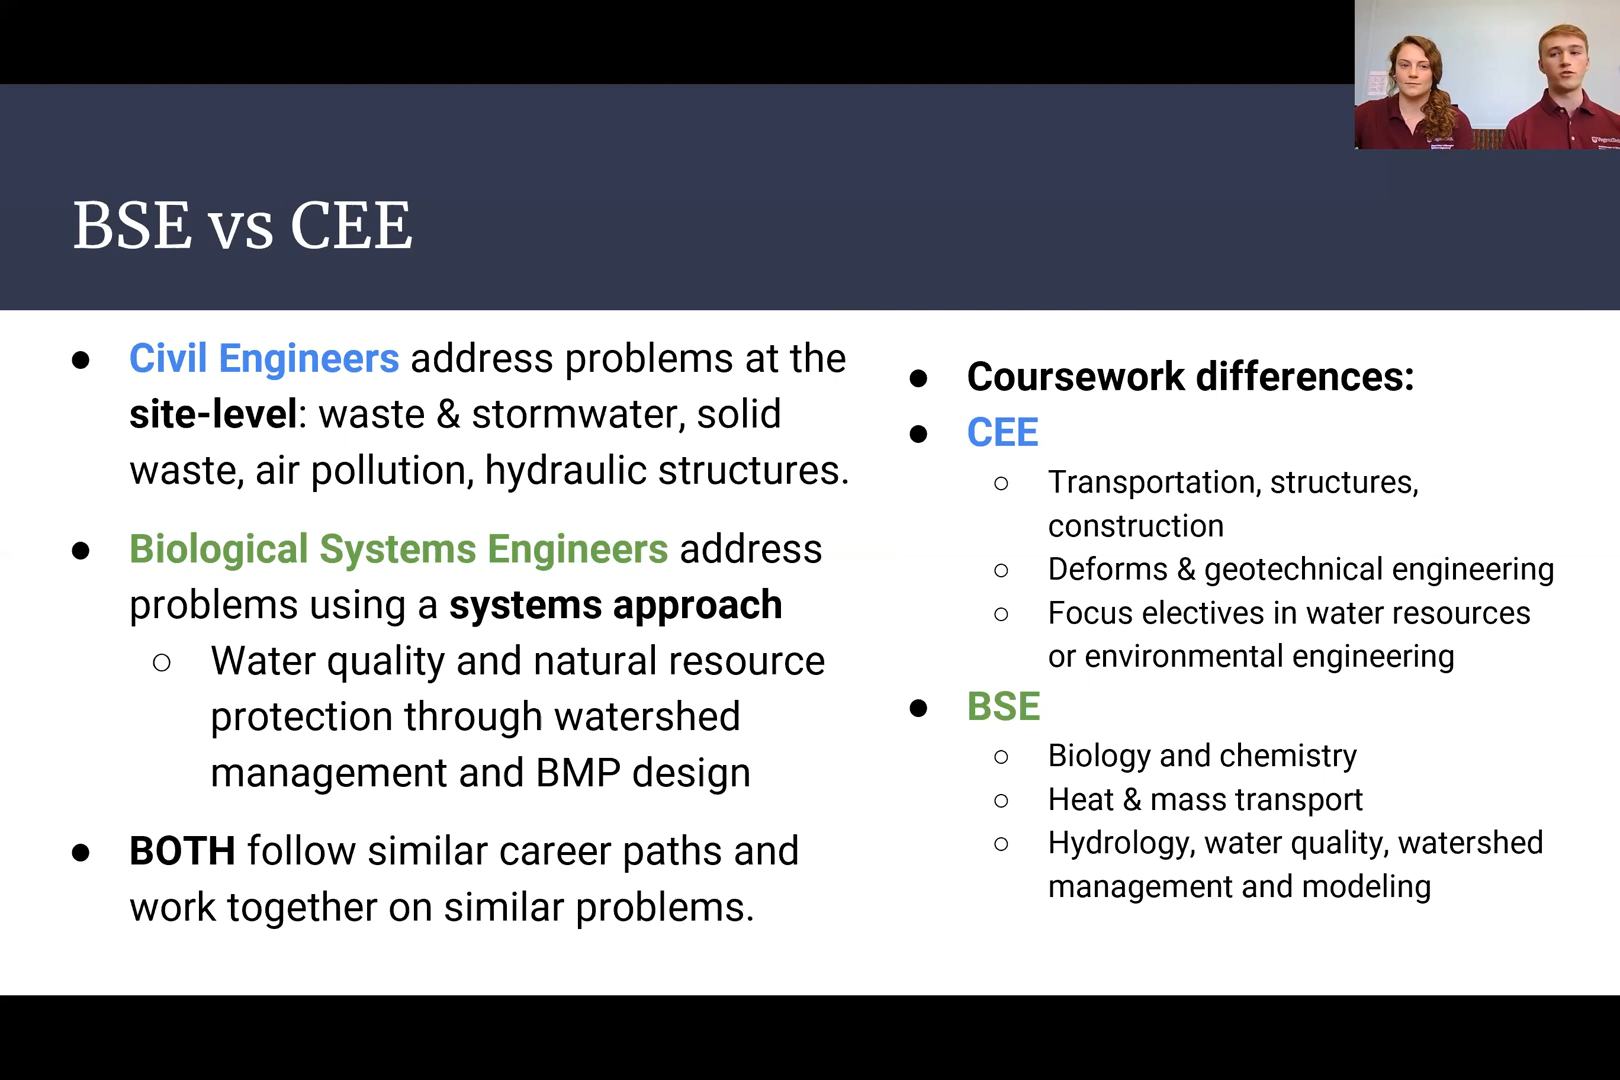 BSE vs CEE
● Civil Engineers address problems at the
site-level: waste & stormwater, solid
waste, air pollution, hydraulic structures.
● Biological Systems Engineers address
problems using a systems approach
○ Water quality and natural resource
protection through watershed
management and BMP design
● BOTH follow similar career paths and
work together on similar problems.
● Coursework differences:
● CEE
○ Transportation, structures,
construction
○ Deforms & geotechnical engineering
○ Focus electives in water resources
or environmental engineering
● BSE
○ Biology and chemistry
○ Heat & mass transport
○ Hydrology, water quality, watershed
management and modeling